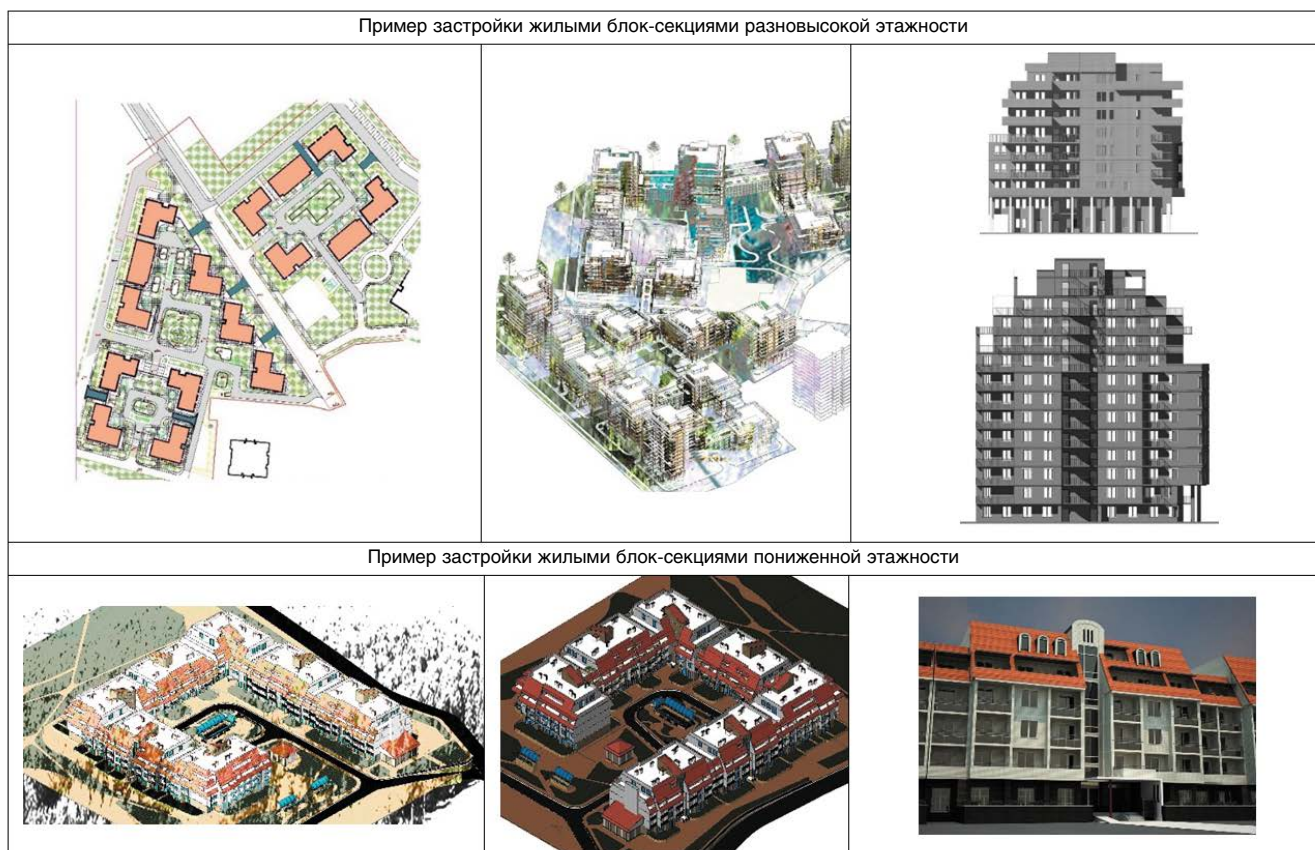 Пример застройки жилыми блок-секциями разновысокой этажности
Пример застройки жилыми блок-секциями пониженной этажности